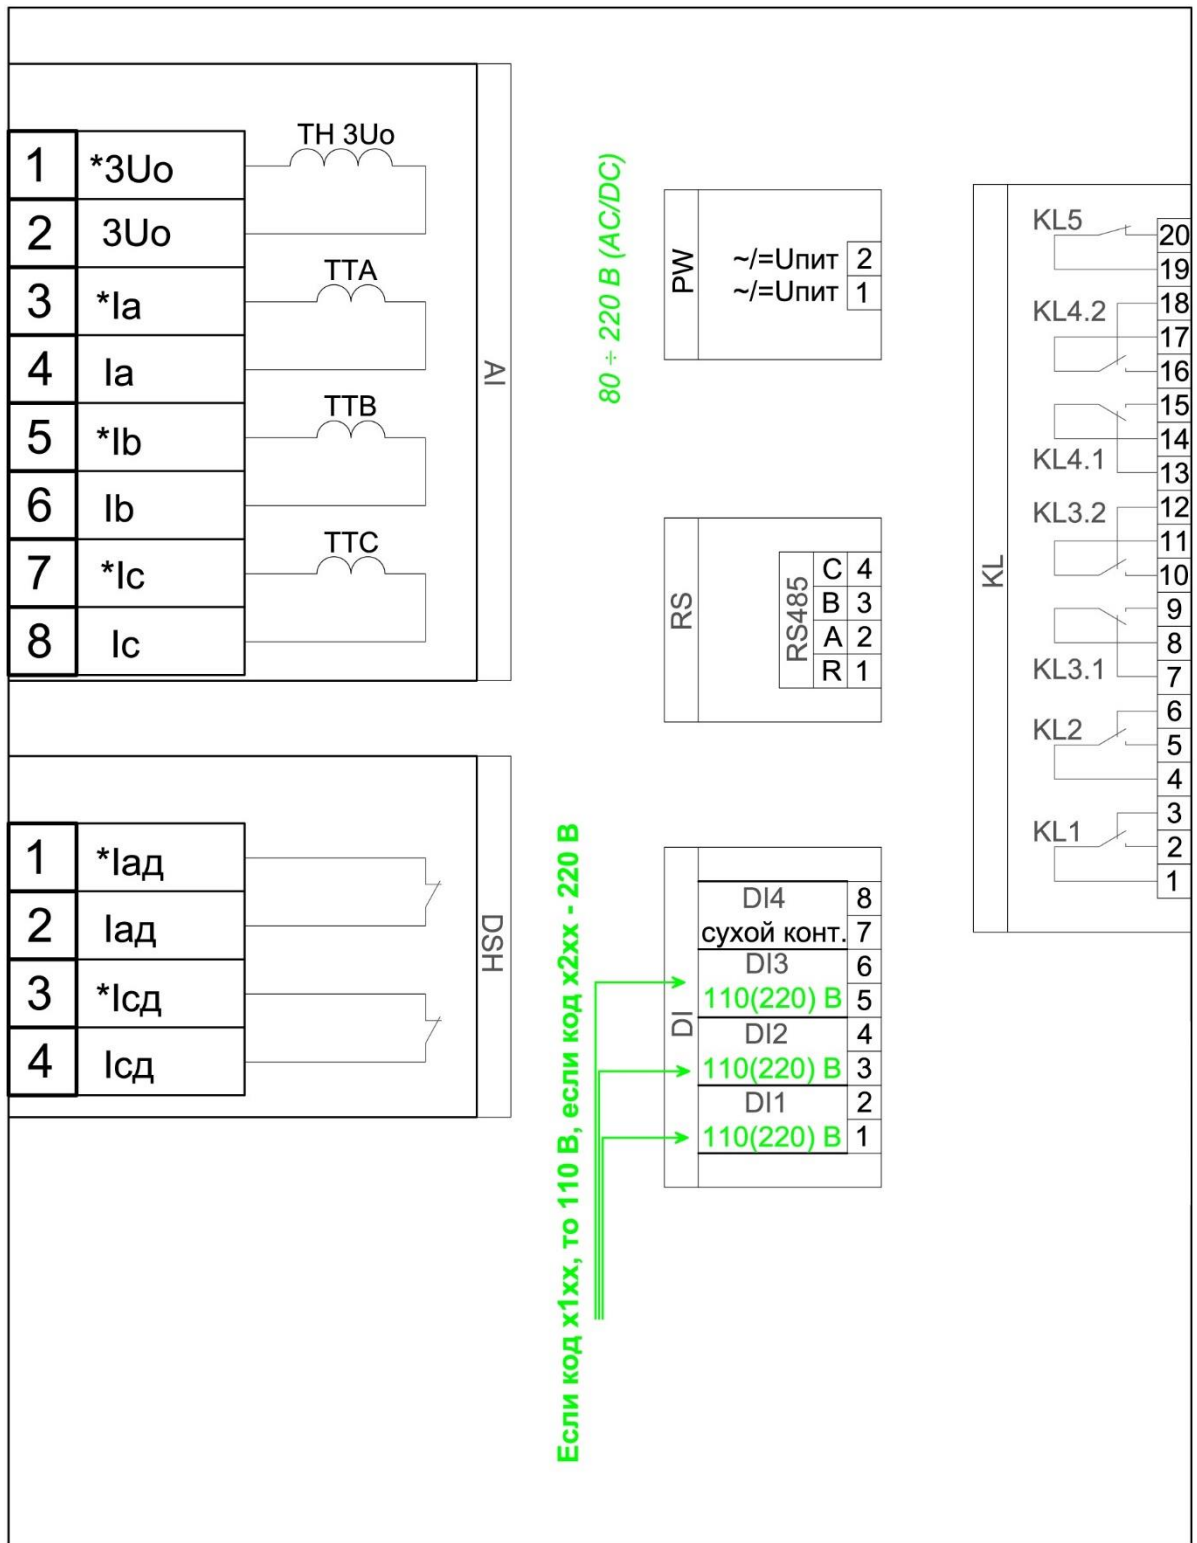 1 *3Uo
2 3Uo
3 *Ia
4 Ia
5 *Ib
6 Ib
7 *Ic
8 Ic
ТН 3Uo
ТТА
ТТВ
ТТС
AI
1 *Iад
2 Iад
3 *Iсд
4 Iсд
DSH
80 ÷ 220 В (AC/DC)
PW
~/=Uпит 2
~/=Uпит 1
RS
RS485
C 4
B 3
A 2
R 1
Если код х1хх, то 110 В, если код х2хх - 220 В
DI
DI4 8
сухой конт. 7
DI3 6
110(220) В 5
DI2 4
110(220) В 3
DI1 2
110(220) В 1
KL
KL5
KL4.2
KL4.1
KL3.2
KL3.1
KL2
KL1
20
19
18
17
16
15
14
13
12
11
10
9
8
7
6
5
4
3
2
1